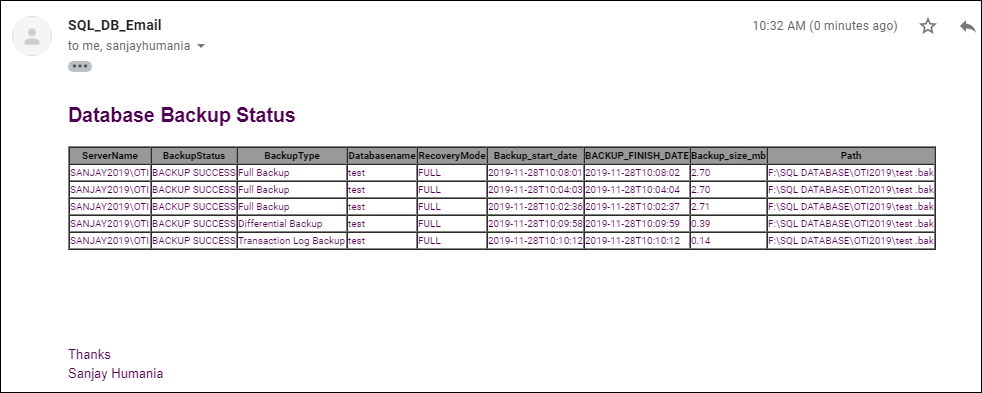 SQL_DB_Email 10:32 AM (0 minutes ago)
to me, sanjayhumania
Database Backup Status
ServerName BackupStatus BackupType Databasename RecoveryMode Backup_start_date BACKUP_FINISH_DATE Backup_size_mb Path
SANJAY2019\OTI BACKUP SUCCESS Full Backup test FULL 2019-11-28T10:08:01 2019-11-28T10:08:02 2.70 F:\SQL DATABASE\OTI2019\test .bak
SANJAY2019\OTI BACKUP SUCCESS Full Backup test FULL 2019-11-28T10:04:03 2019-11-28T10:04:04 2.70 F:\SQL DATABASE\OTI2019\test .bak
SANJAY2019\OTI BACKUP SUCCESS Full Backup test FULL 2019-11-28T10:02:36 2019-11-28T10:02:37 2.71 F:\SQL DATABASE\OTI2019\test .bak
SANJAY2019\OTI BACKUP SUCCESS Differential Backup test FULL 2019-11-28T10:09:58 2019-11-28T10:09:59 0.39 F:\SQL DATABASE\OTI2019\test .bak
SANJAY2019\OTI BACKUP SUCCESS Transaction Log Backup test FULL 2019-11-28T10:10:12 2019-11-28T10:10:12 0.14 F:\SQL DATABASE\OTI2019\test .bak
Thanks
Sanjay Humania